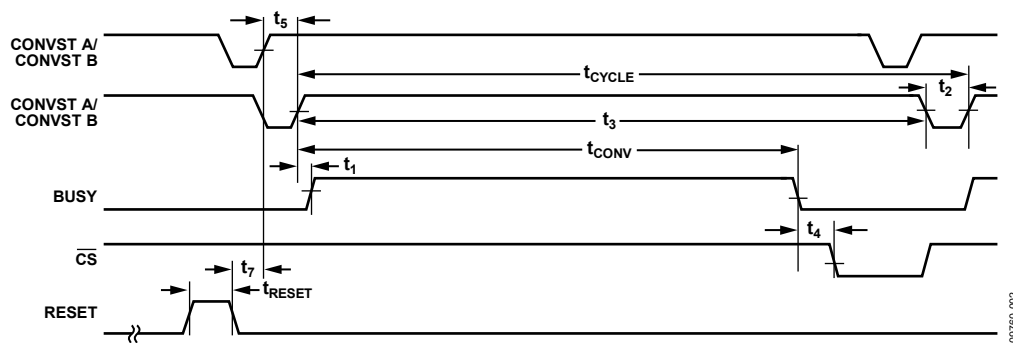 t5
CONVST A/
CONVST B
tCYCLE
t2
CONVST A/
CONVST B
t3
tCONV
t1
BUSY
t4
CS
t7
tRESET
RESET